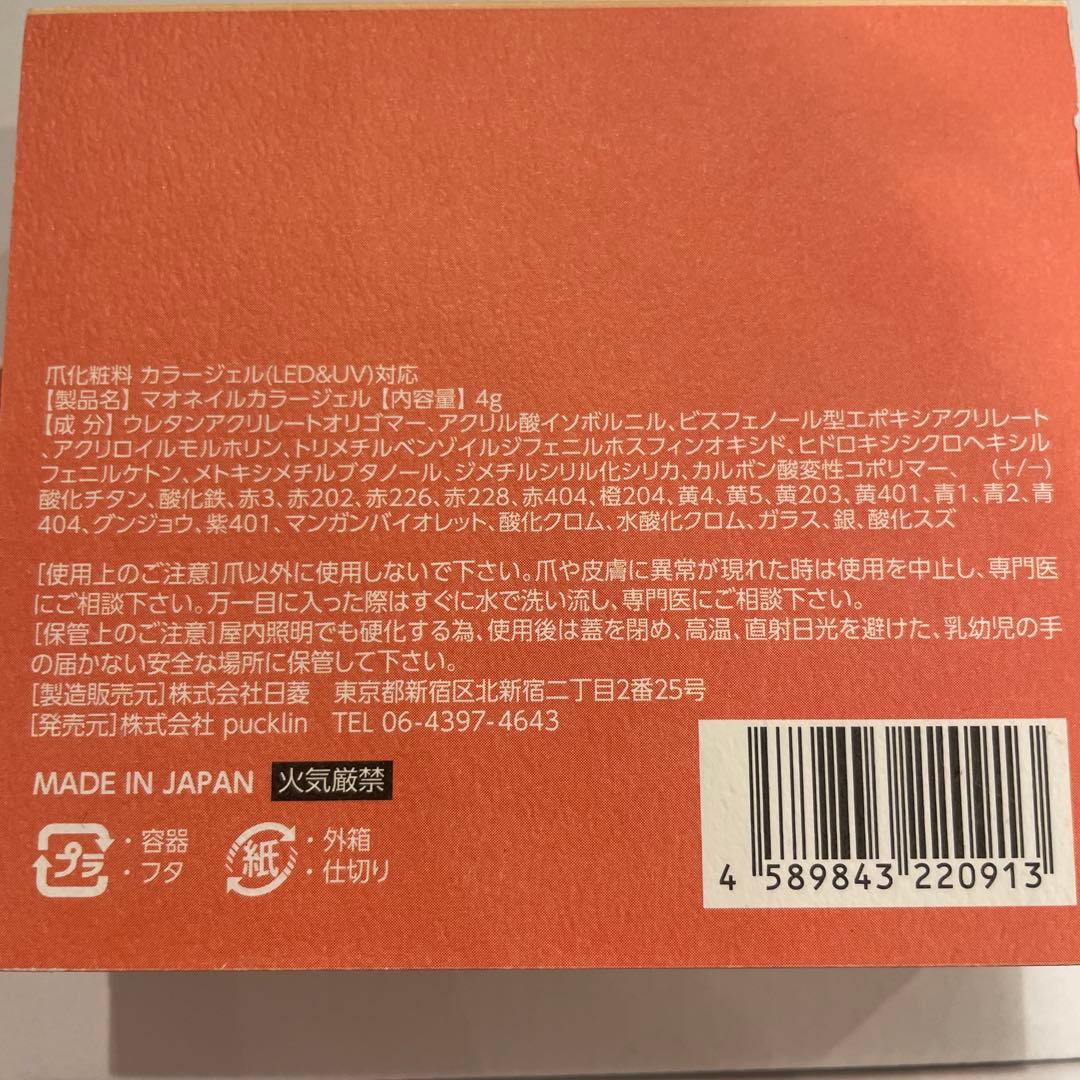 爪化粧料 カラージェル(LED&UV)対応
【製品名】 マオネイルカラージェル 【内容量】 4g
【成 分】 ウレタンアクリレートオリゴマー、アクリル酸イソボルニル、ビスフェノール型エポキシアクリレート
、アクリロイルモルホリン、トリメチルベンゾイルジフェニルホスフィンオキシド、ヒドロキシシクロヘキシル
フェニルケトン、メトキシメチルブタノール、ジメチルシリル化シリカ、カルボン酸変性コポリマー、 (+/−)
酸化チタン、酸化鉄、赤3、赤202、赤226、赤228、赤404、橙204、黄4、黄5、黄203、黄401、青1、青2、青
404、グンジョウ、紫401、マンガンバイオレット、酸化クロム、水酸化クロム、ガラス、銀、酸化スズ
[使用上のご注意]爪以外に使用しないで下さい。爪や皮膚に異常が現れた時は使用を中止し、専門医
にご相談下さい。万一目に入った際はすぐに水で洗い流し、専門医にご相談下さい。
[保管上のご注意]屋内照明でも硬化する為、使用後は蓋を閉め、高温、直射日光を避けた、乳幼児の手
の届かない安全な場所に保管して下さい。
[製造販売元]株式会社日菱 東京都新宿区北新宿二丁目2番25号
[発売元]株式会社 pucklin TEL 06-4397-4643
MADE IN JAPAN 火気厳禁
プラ ・容器 ・フタ
紙 ・外箱 ・仕切り
4 589843 220913